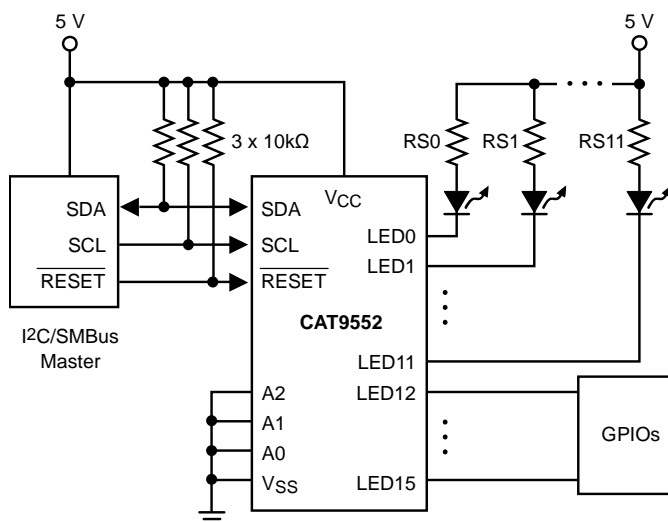 5 V
5 V
3 x 10kΩ
RS0
RS1
RS11
VCC
SDA
SCL
RESET
SDA
SCL
RESET
LED0
LED1
CAT9552
I2C/SMBus
Master
LED11
A2
A1
A0
VSS
LED12
LED15
GPIOs